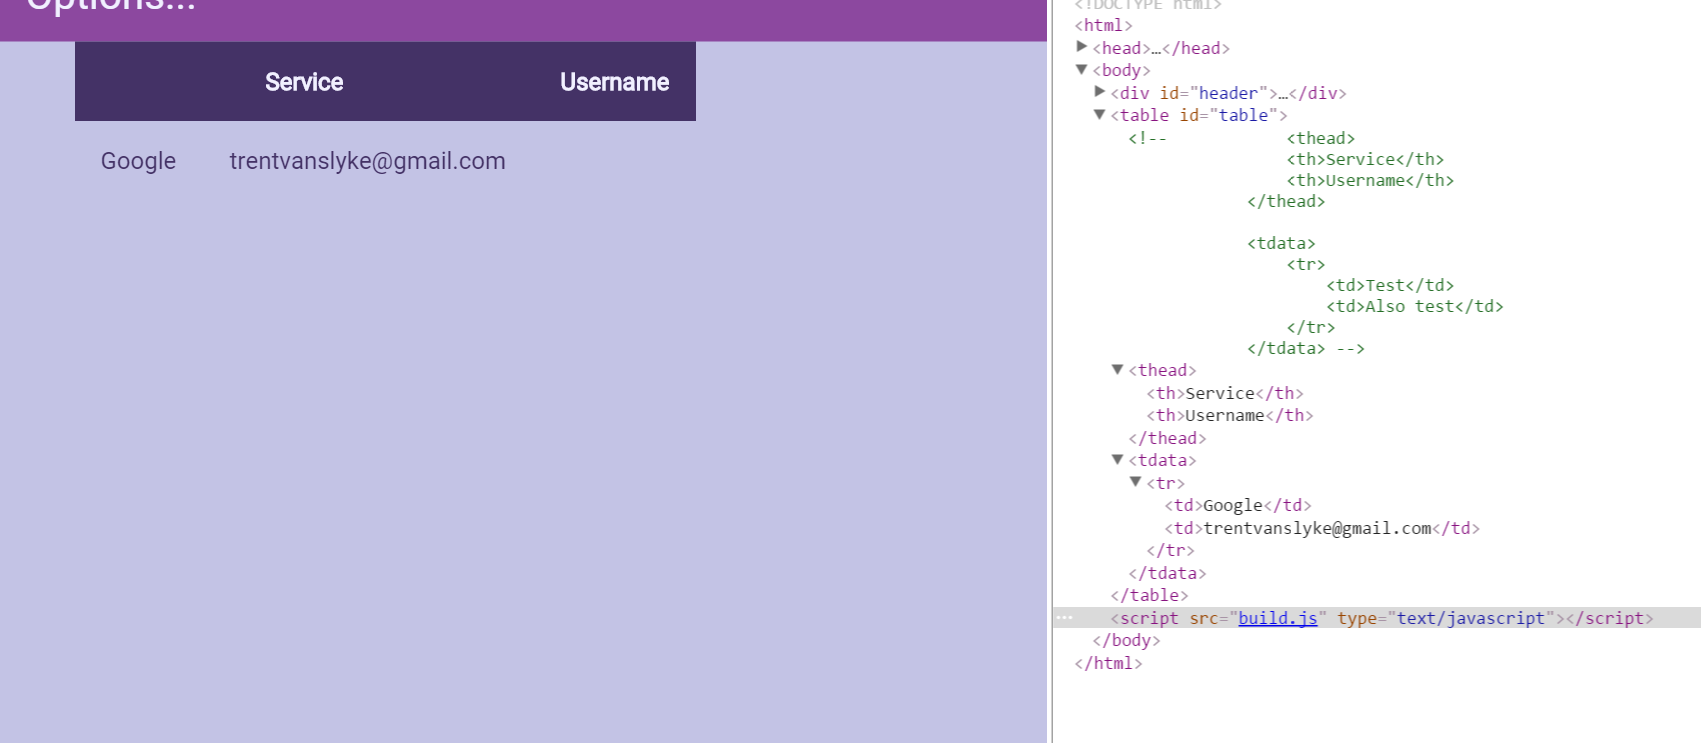 Options...
Service Username
Google trentvanslyke@gmail.com
<!DOCTYPE html>
<html>
<head>…</head>
<body>
<div id="header">…</div>
<table id="table">
<!-- <thead>
<th>Service</th>
<th>Username</th>
</thead>
<tdata>
<tr>
<td>Test</td>
<td>Also test</td>
</tr>
</tdata> -->
<thead>
<th>Service</th>
<th>Username</th>
</thead>
<tdata>
<tr>
<td>Google</td>
<td>trentvanslyke@gmail.com</td>
</tr>
</tdata>
</table>
<script src="build.js" type="text/javascript"></script>
</body>
</html>